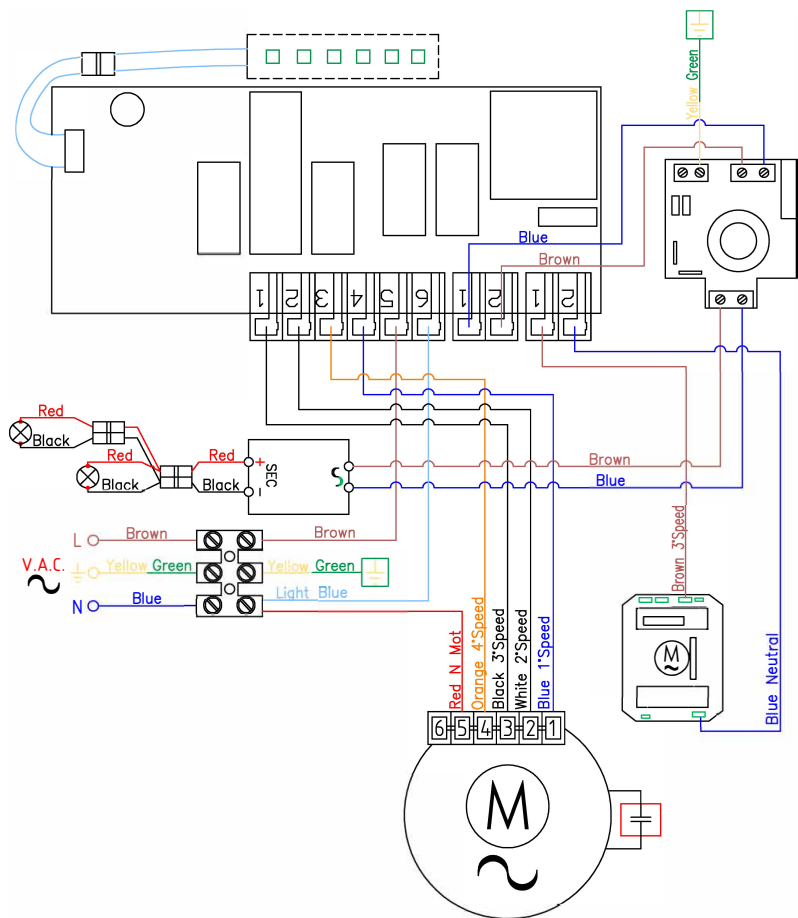 Yellow Green
Blue
Brown
1 2 3 4 5 6 1 2 1 2
Red
Black
Red
Black
Red
Black
+
-
SEC
Brown
Blue
L
Brown
Brown
V.A.C.
Yellow Green
Yellow Green
N
Blue
Light Blue
Red N Mot
Orange 4°Speed
Black 3°Speed
White 2°Speed
Blue 1°Speed
Brown 3°Speed
Blue Neutral
M
6 5 4 3 2 1
M